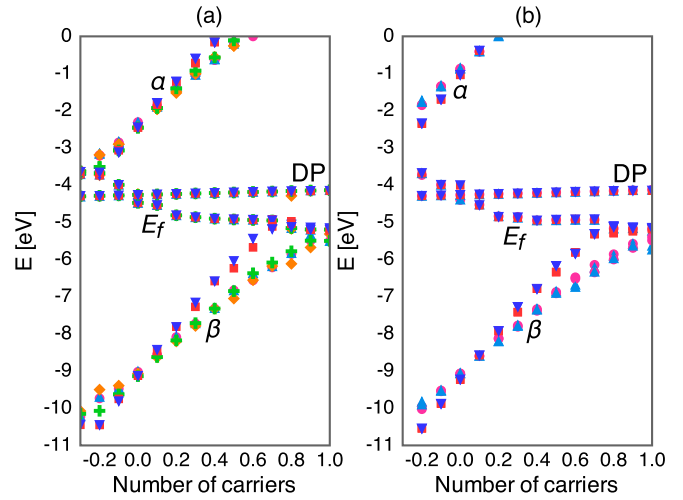 (a)
(b)
0
-1
-2
-3
-4
-5
-6
-7
-8
-9
-10
-11
E [eV]
α
DP
E_f
β
-0.2 0.0 0.2 0.4 0.6 0.8 1.0
Number of carriers
0
-1
-2
-3
-4
-5
-6
-7
-8
-9
-10
-11
E [eV]
α
DP
E_f
β
-0.2 0.0 0.2 0.4 0.6 0.8 1.0
Number of carriers